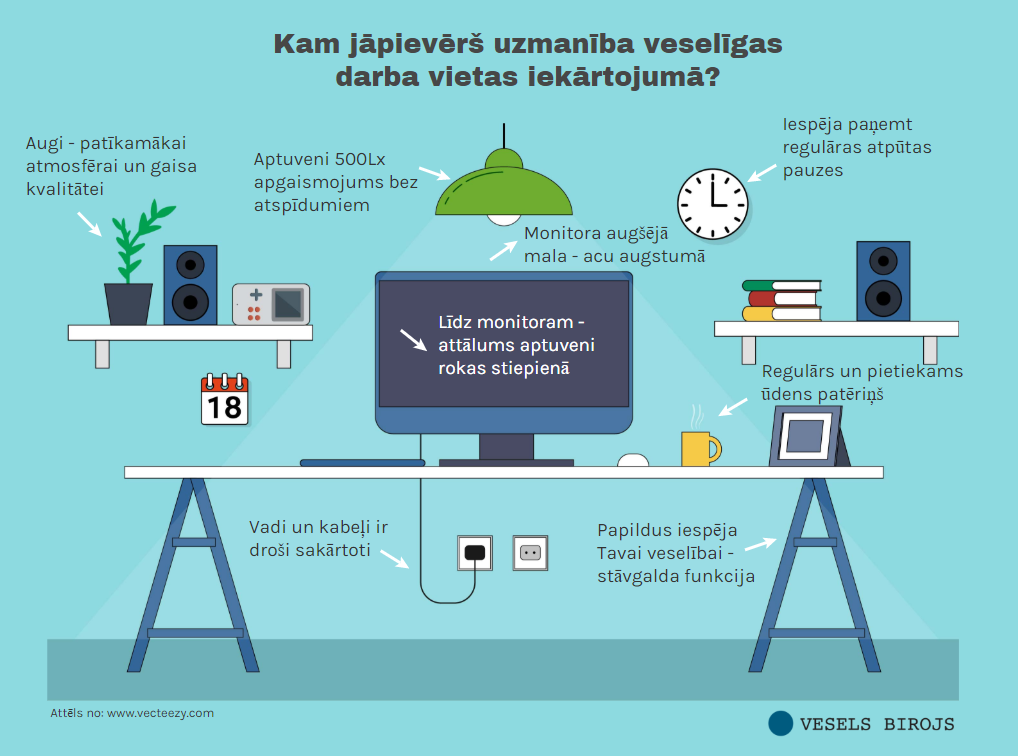 Kam jāpievērš uzmanība veselīgas
darba vietas iekārtojumā?
Augi - patīkamākai
atmosfērai un gaisa
kvalitātei
Aptuveni 500Lx
apgaismojums bez
atspīdumiem
Iespēja paņemt
regulāras atpūtas
pauzes
Monitora augšējā
mala - acu augstumā
Līdz monitoram -
attālums aptuveni
rokas stiepienā
Regulārs un pietiekams
ūdens patēriņš
18
Vadi un kabeļi ir
droši sakārtoti
Papildus iespēja
Tavai veselībai -
stāvgalda funkcija
Attēls no: www.vecteezy.com
VESELS BIROJS